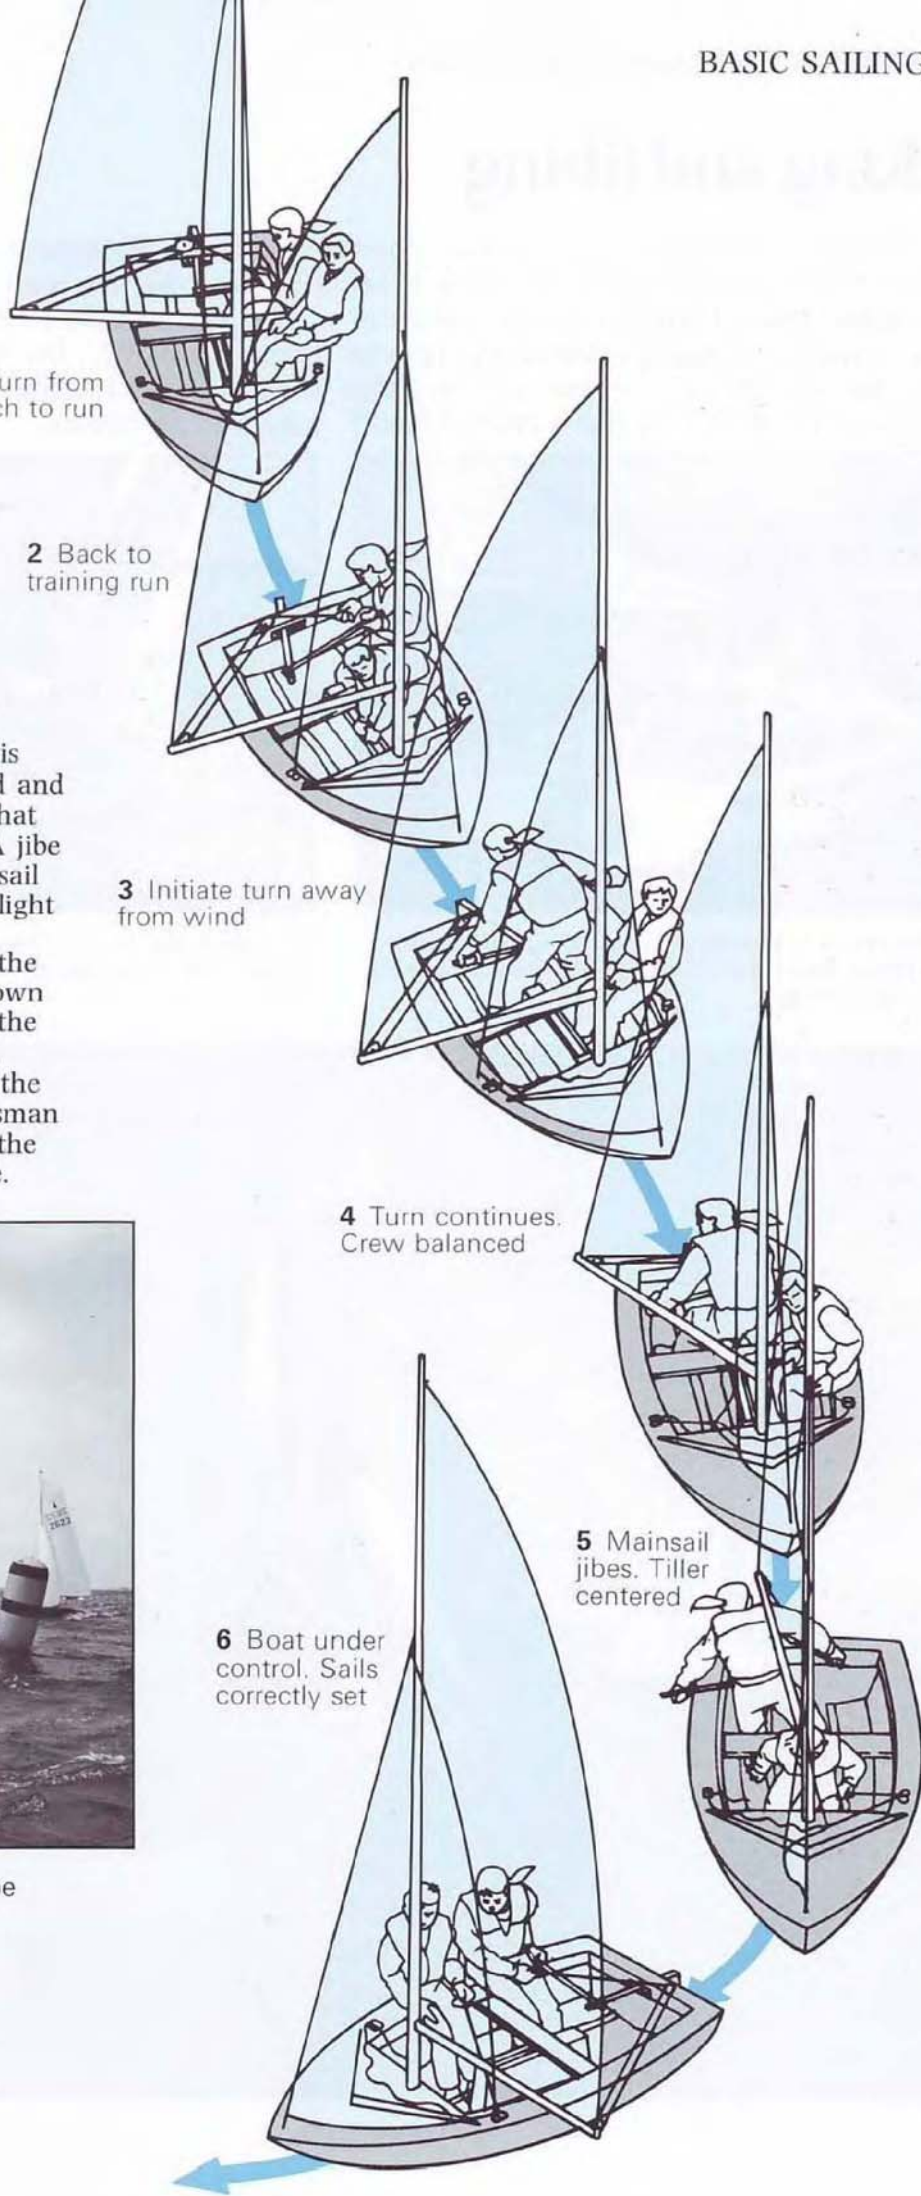 BASIC SAILING
urn from
ch to run
2 Back to
training run
is
and
hat
A jibe
sail
light
the
own
the
the
sman
the
3 Initiate turn away
from wind
4 Turn continues.
Crew balanced
5 Mainsail
jibes. Tiller
centered
6 Boat under
control. Sails
correctly set